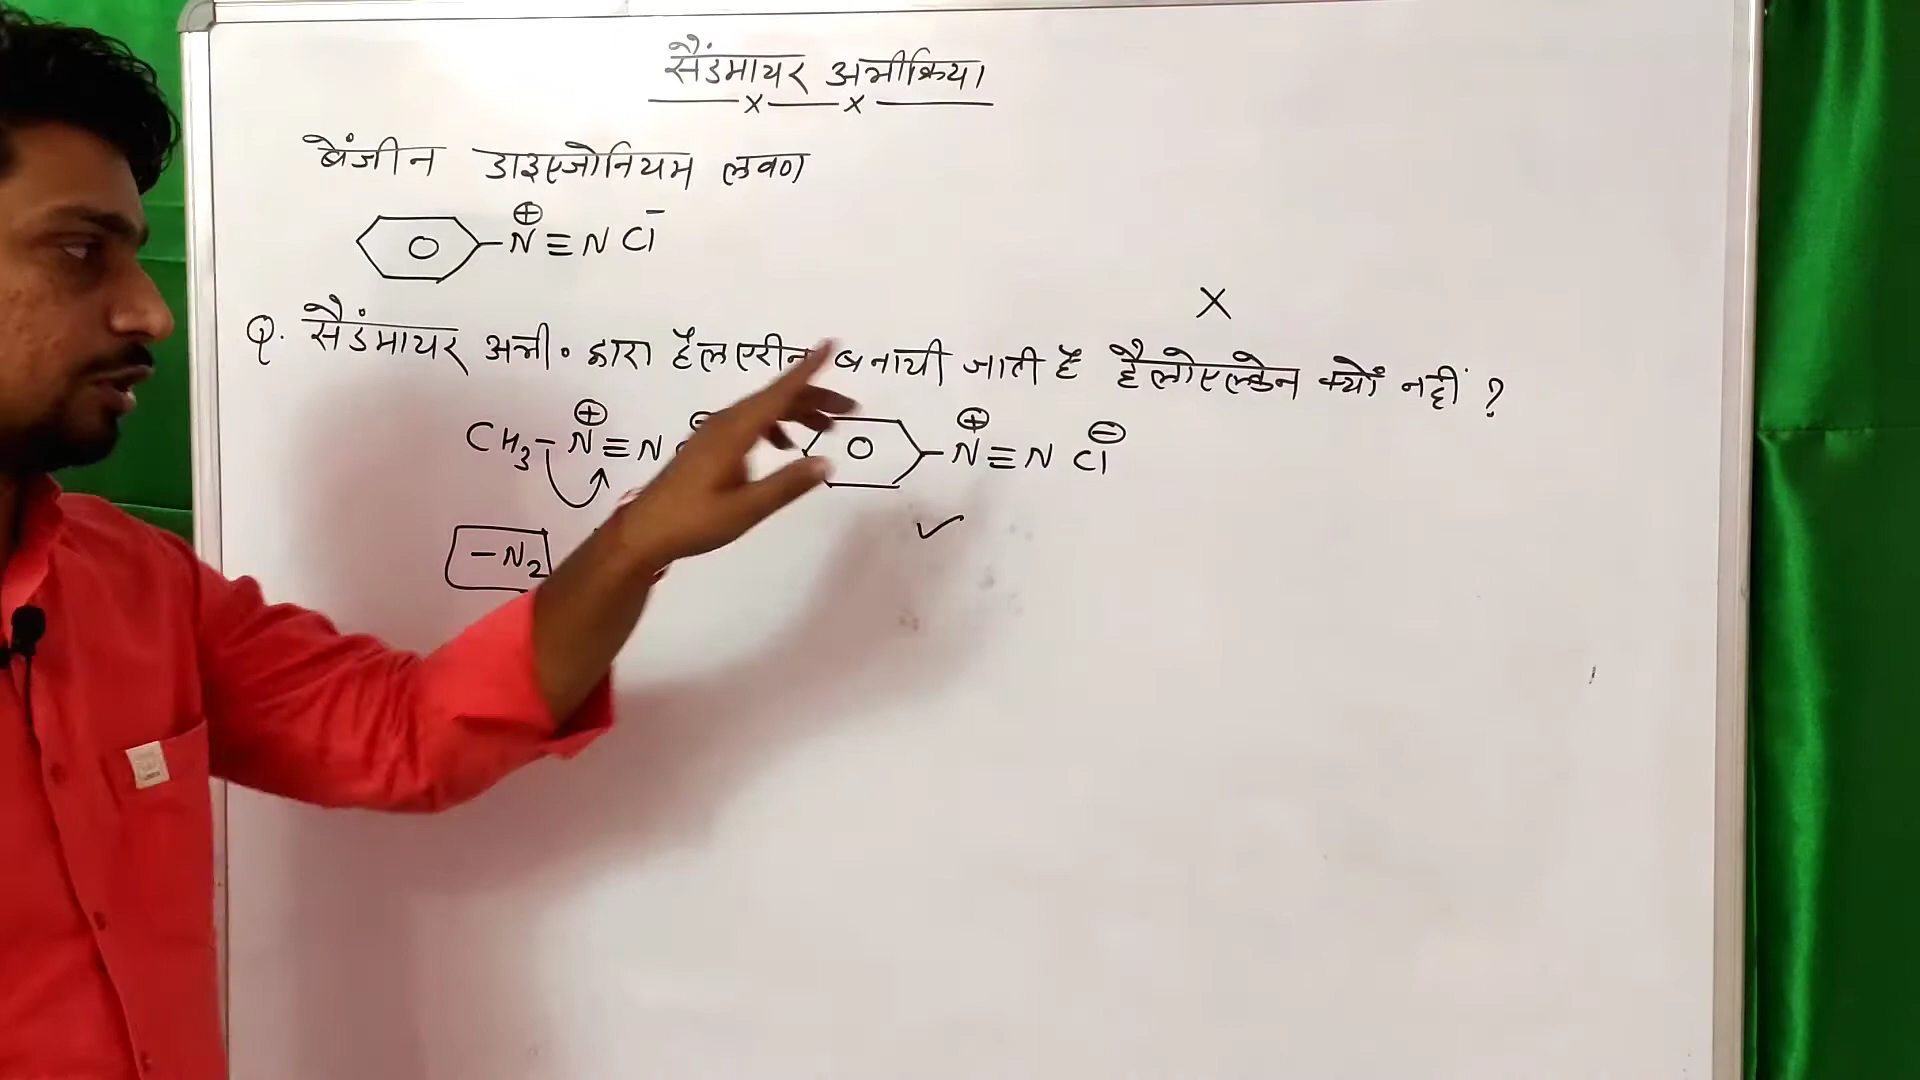 सैंडमायर अभीक्रिया
x x
बेंजीन डाइएजोनियम लवण
⊕
N ≡ N Cl⁻
X
Q. सैंडमायर अभी० द्वारा हैलएरीन बनायी जाती है हैलोएल्केन क्यों नहीं ?
⊕ ⊕ ⊖
CH₃ - N ≡ N
N ≡ N Cl
- N₂